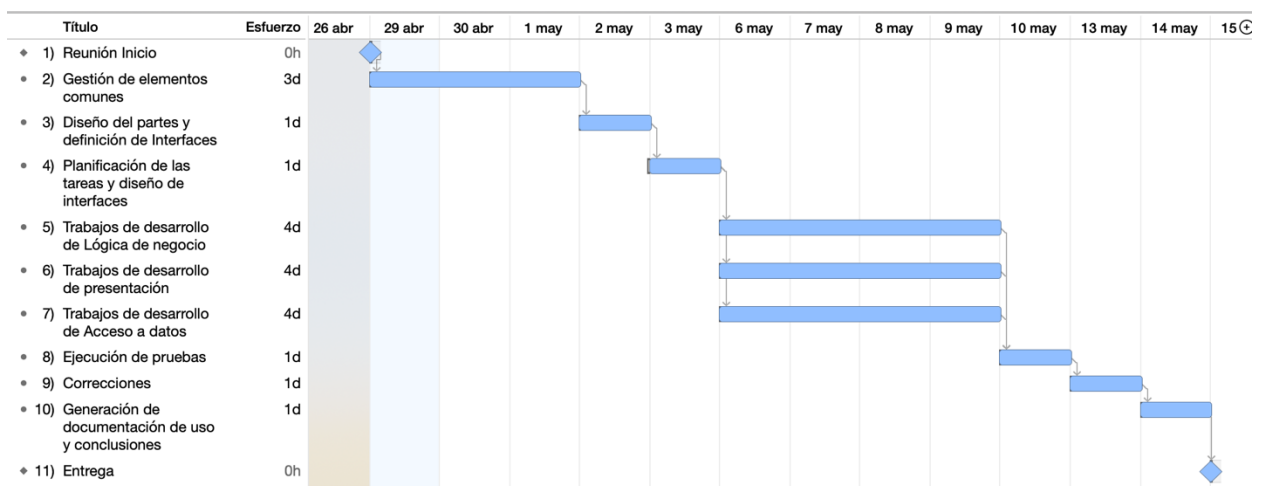 Título Esfuerzo 26 abr 29 abr 30 abr 1 may 2 may 3 may 6 may 7 may 8 may 9 may 10 may 13 may 14 may 15
1) Reunión Inicio 0h
2) Gestión de elementos 3d
comunes
3) Diseño del partes y 1d
definición de Interfaces
4) Planificación de las 1d
tareas y diseño de
interfaces
5) Trabajos de desarrollo 4d
de Lógica de negocio
6) Trabajos de desarrollo 4d
de presentación
7) Trabajos de desarrollo 4d
de Acceso a datos
8) Ejecución de pruebas 1d
9) Correcciones 1d
10) Generación de 1d
documentación de uso
y conclusiones
11) Entrega 0h